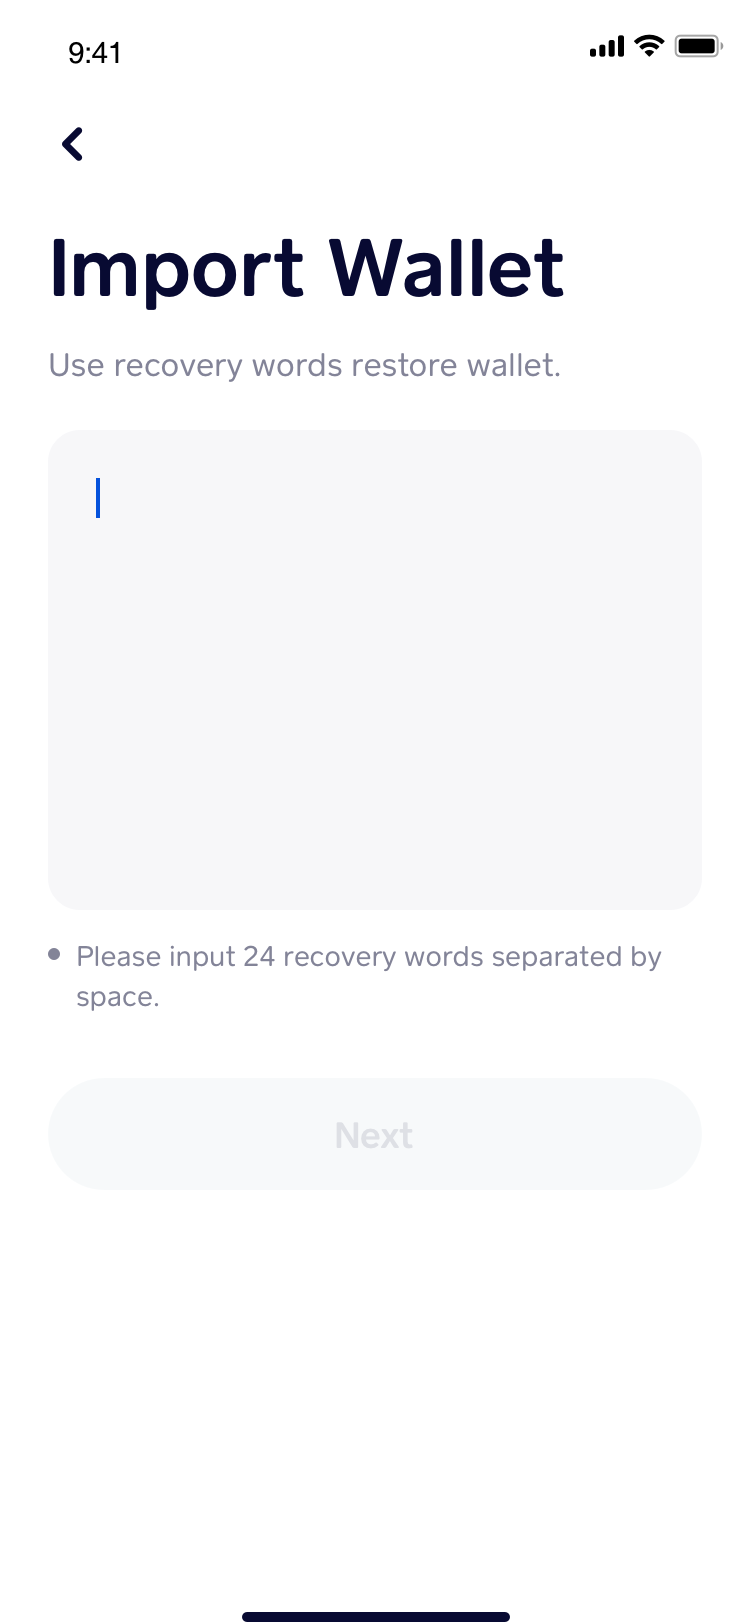 9:41
Import Wallet
Use recovery words restore wallet.
Please input 24 recovery words separated by
space.
Next